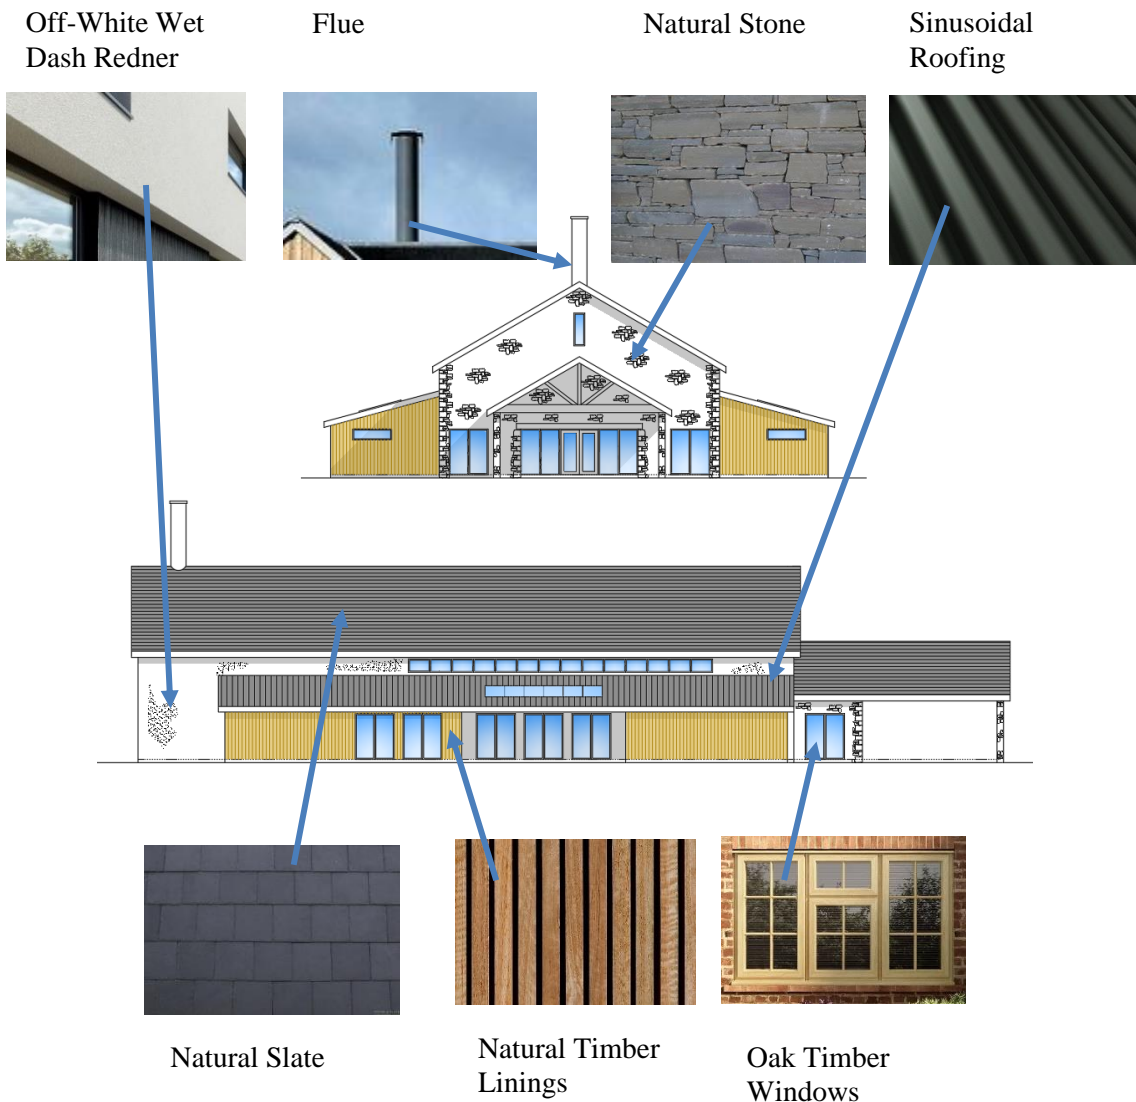 Off-White Wet
Dash Redner
Flue
Natural Stone
Sinusoidal
Roofing
Natural Slate
Natural Timber
Linings
Oak Timber
Windows